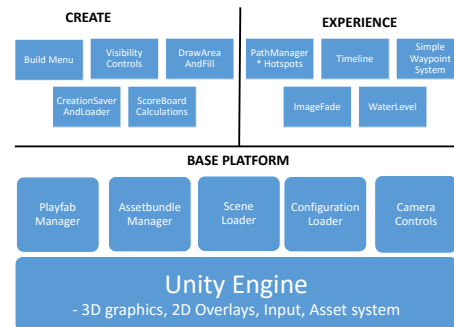 CREATE
Build Menu
Visibility
Controls
DrawArea
AndFill
CreationSaver
AndLoader
ScoreBoard
Calculations
EXPERIENCE
PathManager
* Hotspots
Timeline
Simple
Waypoint
System
ImageFade
WaterLevel
BASE PLATFORM
Playfab
Manager
Assetbundle
Manager
Scene
Loader
Configuration
Loader
Camera
Controls
Unity Engine
- 3D graphics, 2D Overlays, Input, Asset system